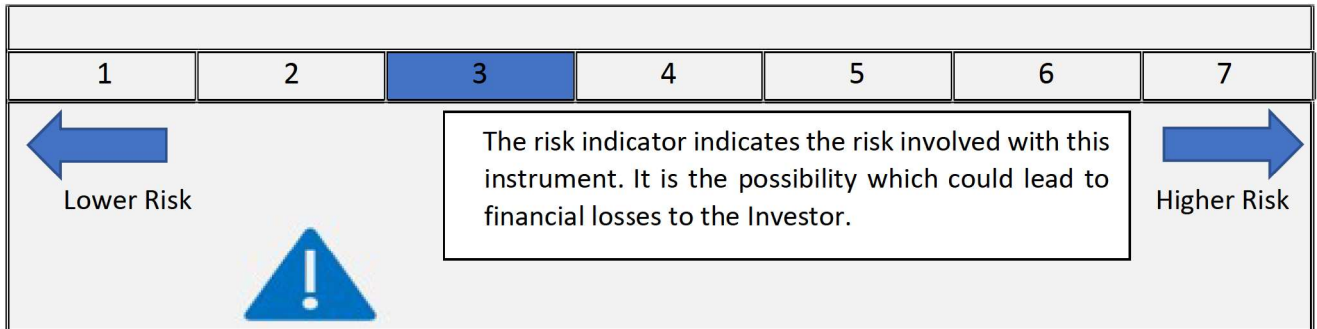 1 2 3 4 5 6 7
The risk indicator indicates the risk involved with this
instrument. It is the possibility which could lead to
financial losses to the Investor.
Lower Risk
Higher Risk
!